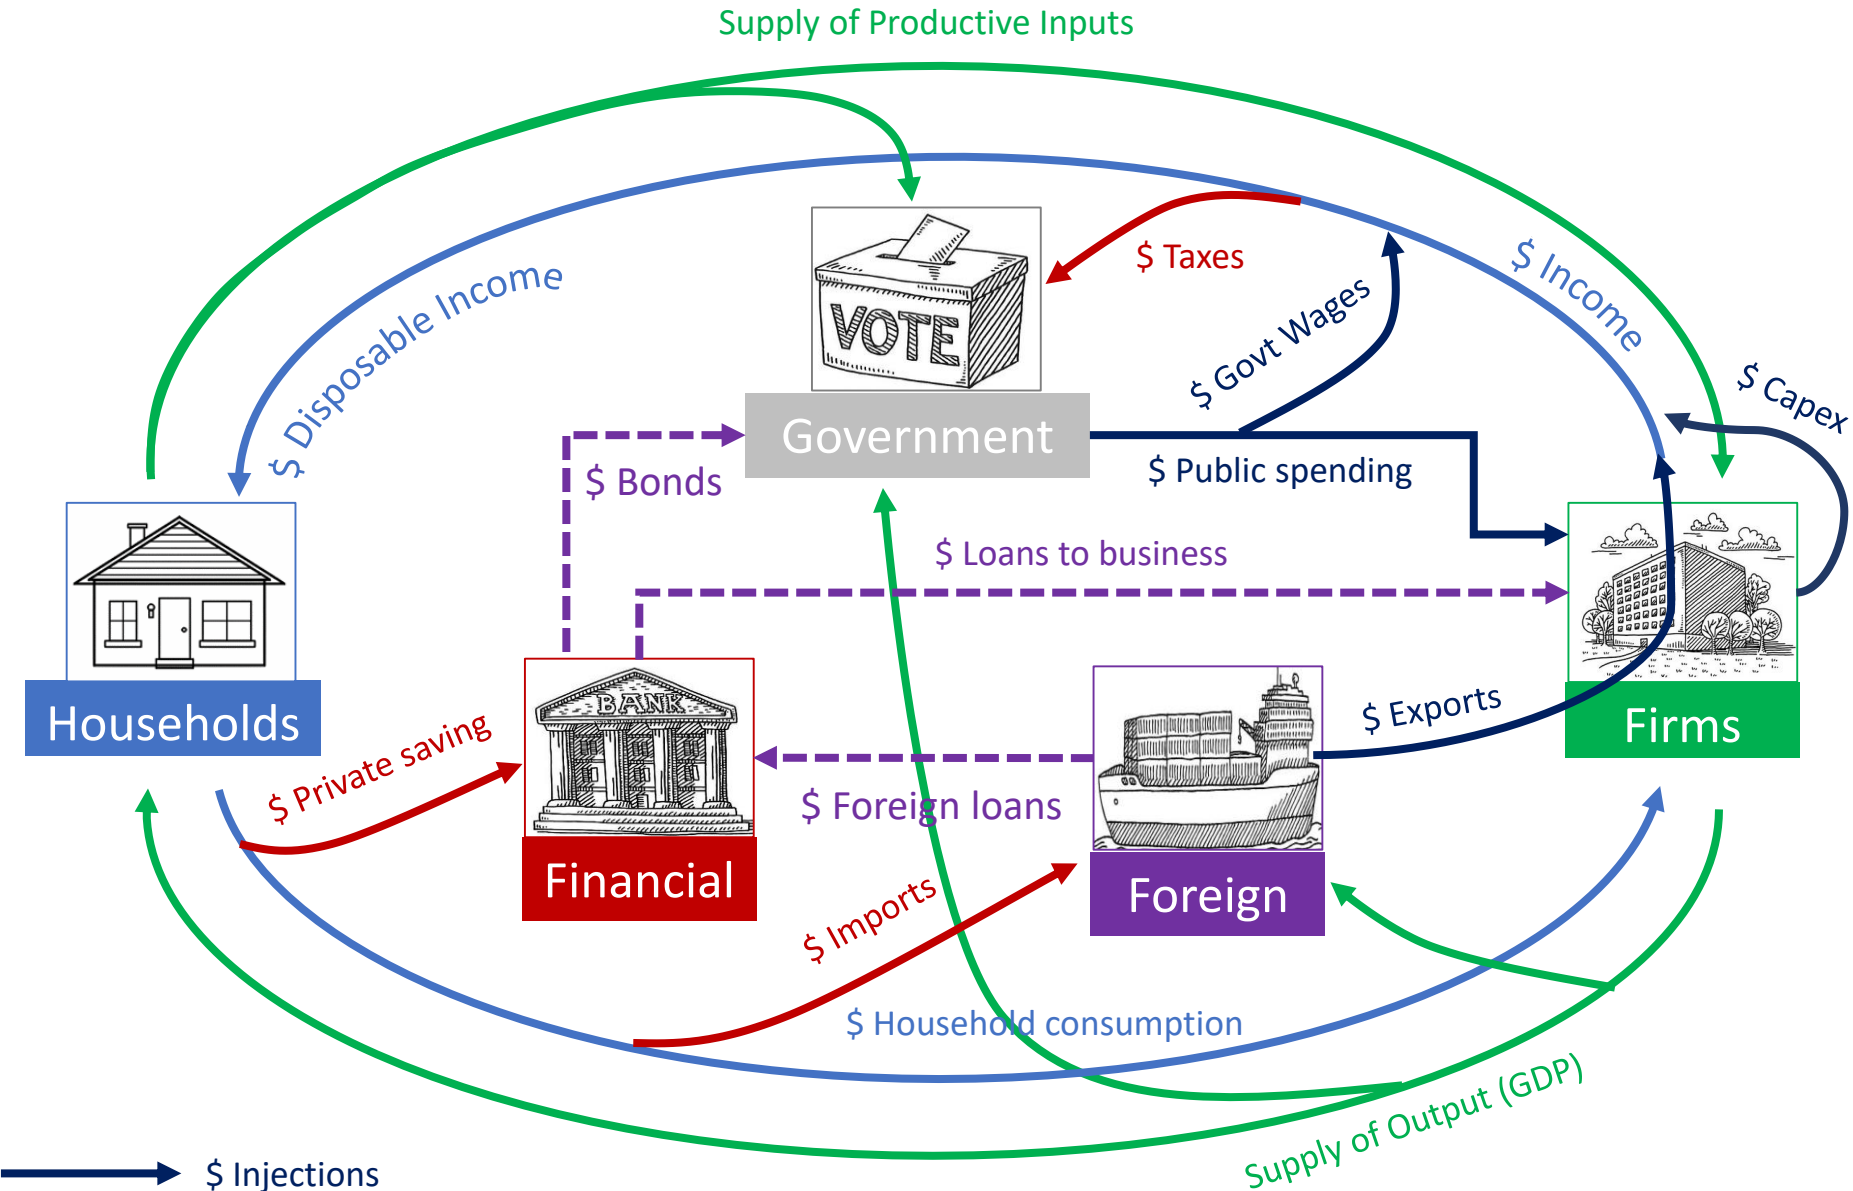 Supply of Productive Inputs
$ Taxes
$ Income
$ Disposable Income
VOTE
$ Govt Wages
$ Capex
Government
$ Bonds
$ Public spending
$ Loans to business
BANK
Households
$ Private saving
$ Exports
Firms
$ Foreign loans
Financial
Foreign
$ Imports
$ Household consumption
Supply of Output (GDP)
$ Injections